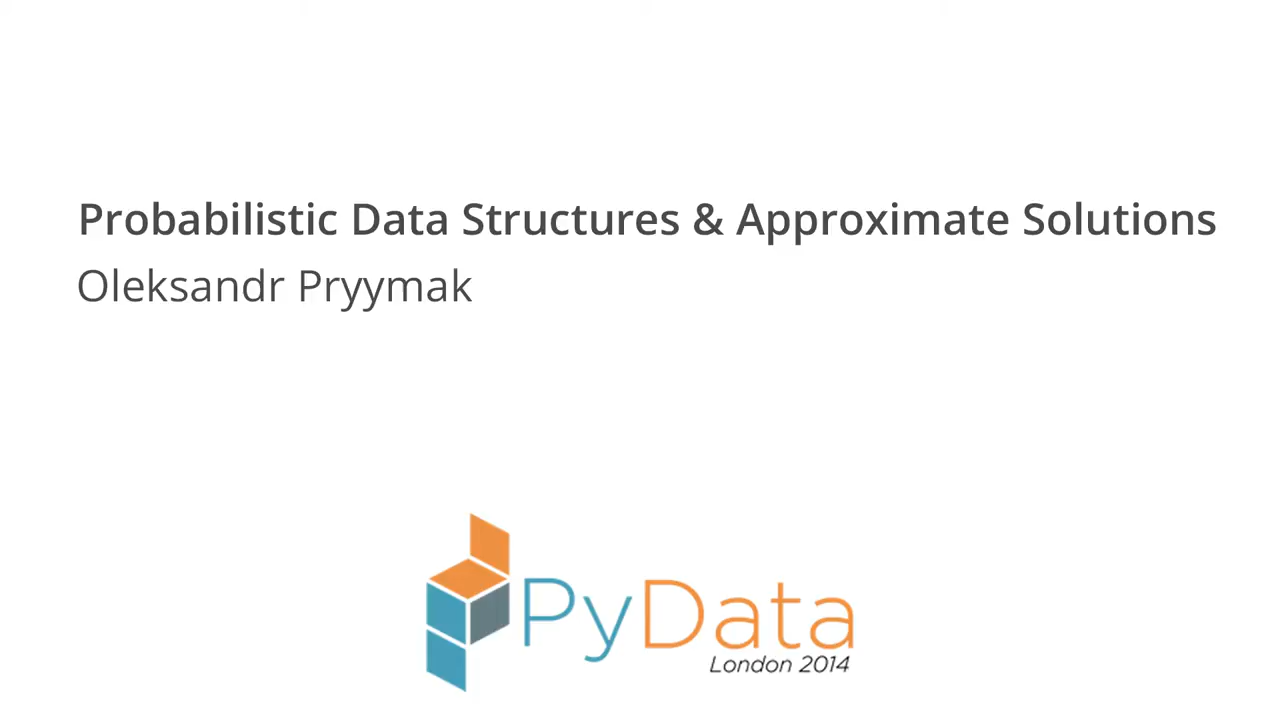 Probabilistic Data Structures & Approximate Solutions
Oleksandr Pryymak
PyData
London 2014